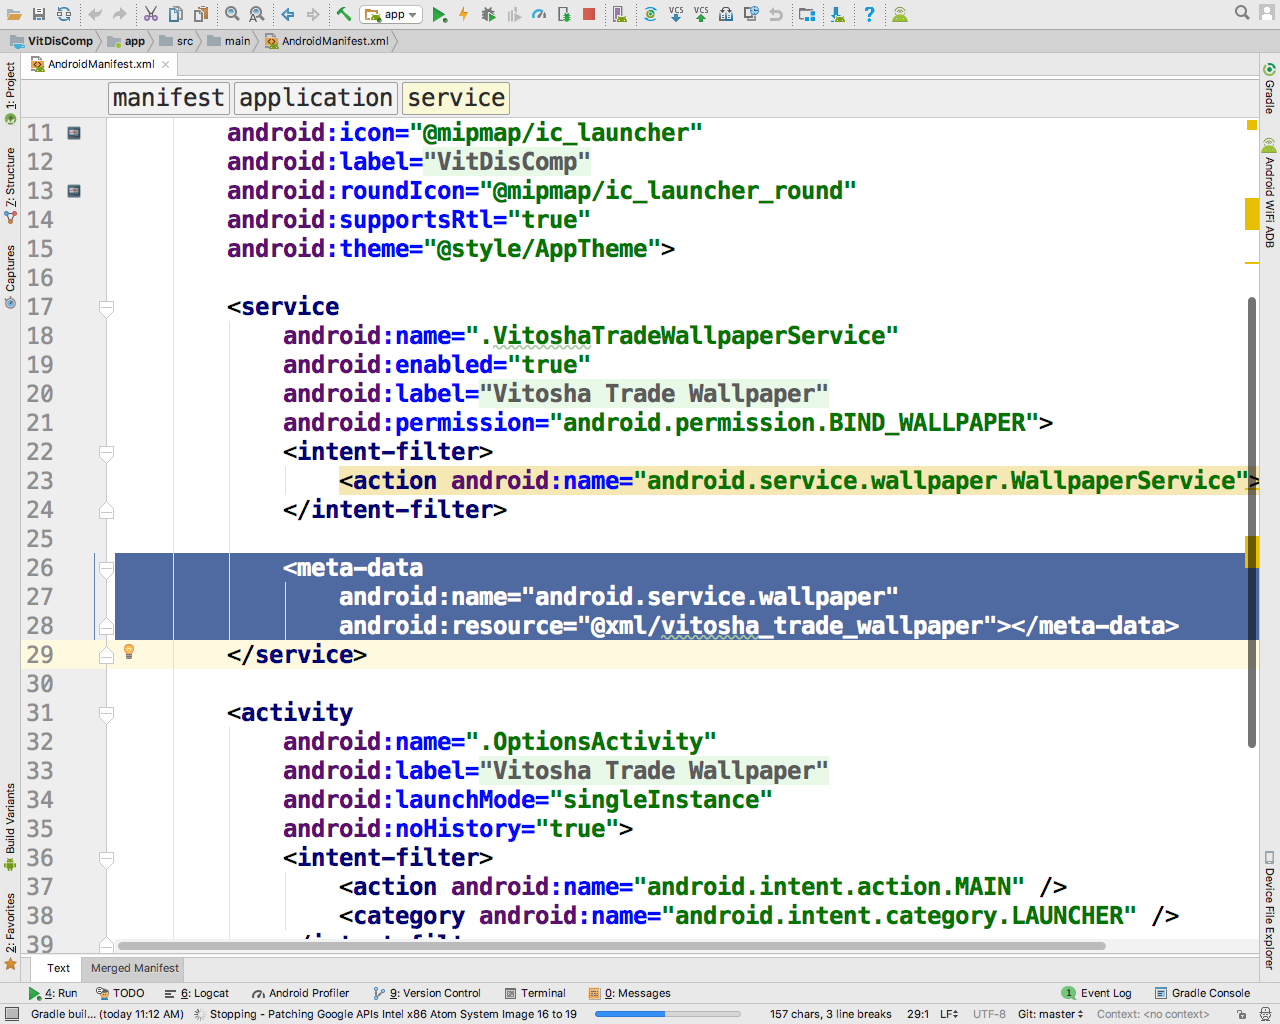 app
VitDisComp
app
src
main
AndroidManifest.xml
AndroidManifest.xml
manifest
application
service
11 android:icon="@mipmap/ic_launcher"
12 android:label="VitDisComp"
13 android:roundIcon="@mipmap/ic_launcher_round"
14 android:supportsRtl="true"
15 android:theme="@style/AppTheme">
16
17 <service
18 android:name=".VitoshaTradeWallpaperService"
19 android:enabled="true"
20 android:label="Vitosha Trade Wallpaper"
21 android:permission="android.permission.BIND_WALLPAPER">
22 <intent-filter>
23 <action android:name="android.service.wallpaper.WallpaperService">
24 </intent-filter>
25
26 <meta-data
27 android:name="android.service.wallpaper"
28 android:resource="@xml/vitosha_trade_wallpaper"></meta-data>
29 </service>
30
31 <activity
32 android:name=".OptionsActivity"
33 android:label="Vitosha Trade Wallpaper"
34 android:launchMode="singleInstance"
35 android:noHistory="true">
36 <intent-filter>
37 <action android:name="android.intent.action.MAIN" />
38 <category android:name="android.intent.category.LAUNCHER" />
39
1: Project
7: Structure
Captures
Build Variants
2: Favorites
Gradle
Android WiFi ADB
Device File Explorer
Text
Merged Manifest
4: Run
TODO
6: Logcat
Android Profiler
9: Version Control
Terminal
0: Messages
1 Event Log
Gradle Console
Gradle buil... (today 11:12 AM)
Stopping - Patching Google APIs Intel x86 Atom System Image 16 to 19
157 chars, 3 line breaks
29:1
LF
UTF-8
Git: master
Context: <no context>